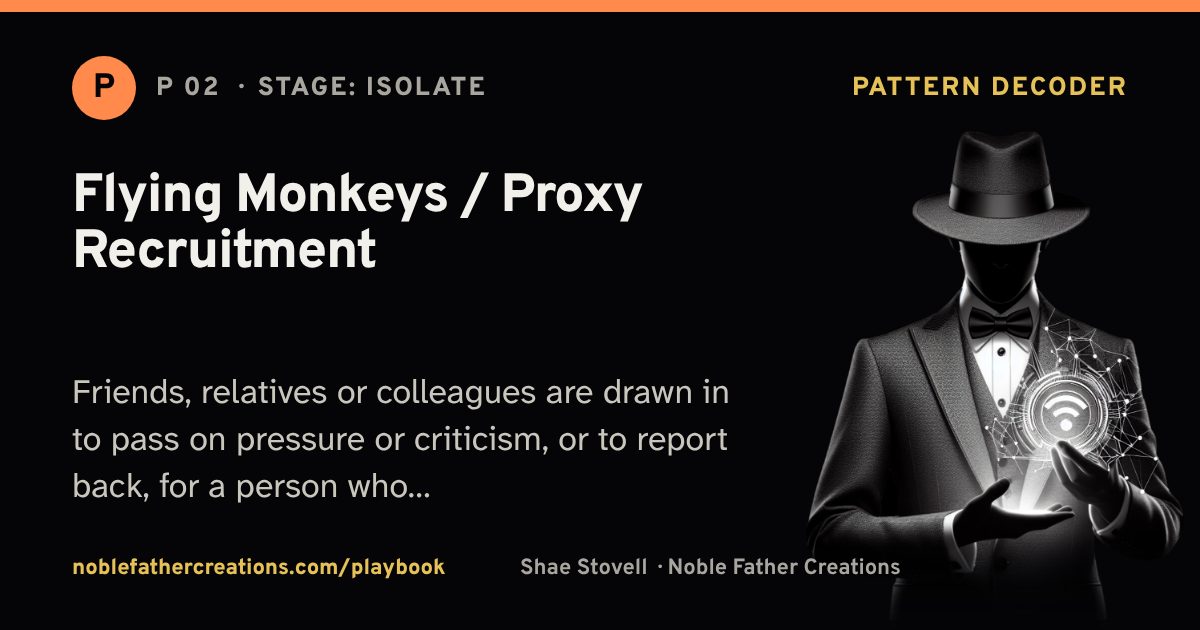 P
P 02 · STAGE: ISOLATE
PATTERN DECODER
Flying Monkeys / Proxy
Recruitment
Friends, relatives or colleagues are drawn in
to pass on pressure or criticism, or to report
back, for a person who...
noblefathercreations.com/playbook
Shae Stovell · Noble Father Creations